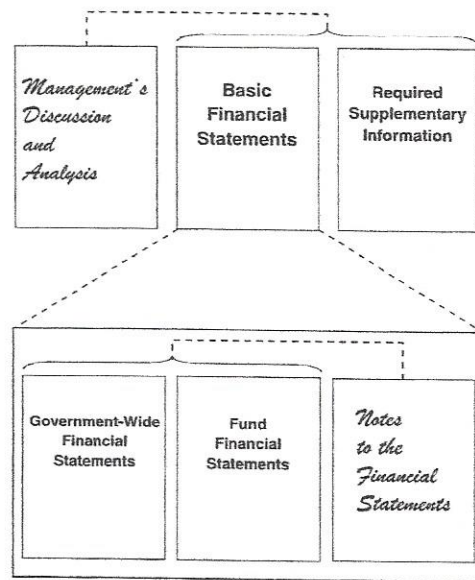 Management's
Discussion
and
Analysis
Basic
Financial
Statements
Required
Supplementary
Information
Government-Wide
Financial
Statements
Fund
Financial
Statements
Notes
to the
Financial
Statements